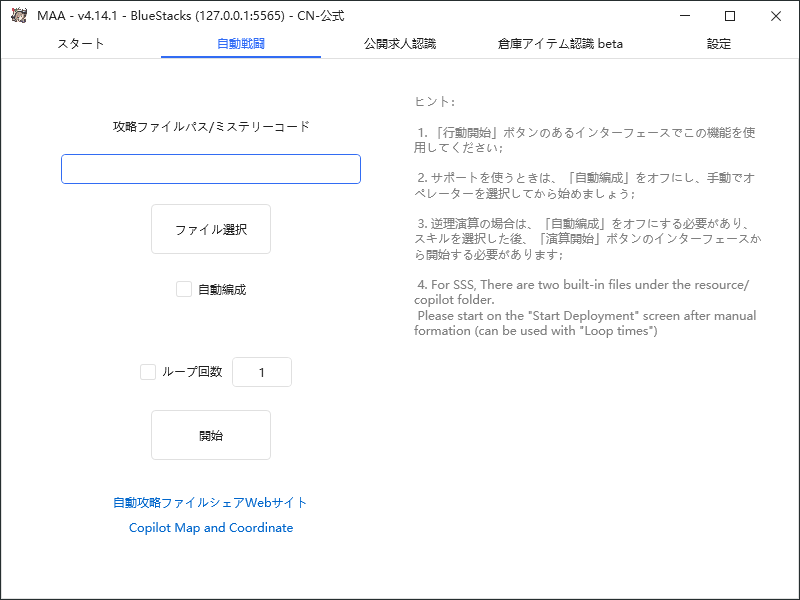 MAA - v4.14.1 - BlueStacks (127.0.0.1:5565) - CN-公式
スタート
自動戦闘
公開求人認識
倉庫アイテム認識 beta
設定
攻略ファイルパス/ミステリーコード
ファイル選択
自動編成
ループ回数
1
開始
自動攻略ファイルシェアWebサイト
Copilot Map and Coordinate
ヒント:
1. 「行動開始」ボタンのあるインターフェースでこの機能を使
用してください;
2. サポートを使うときは、「自動編成」をオフにし、手動でオ
ペレーターを選択してから始めましょう;
3. 逆理演算の場合は、「自動編成」をオフにする必要があり、
スキルを選択した後、「演算開始」ボタンのインターフェースか
ら開始する必要があります;
4. For SSS, There are two built-in files under the resource/
copilot folder.
Please start on the "Start Deployment" screen after manual
formation (can be used with "Loop times")